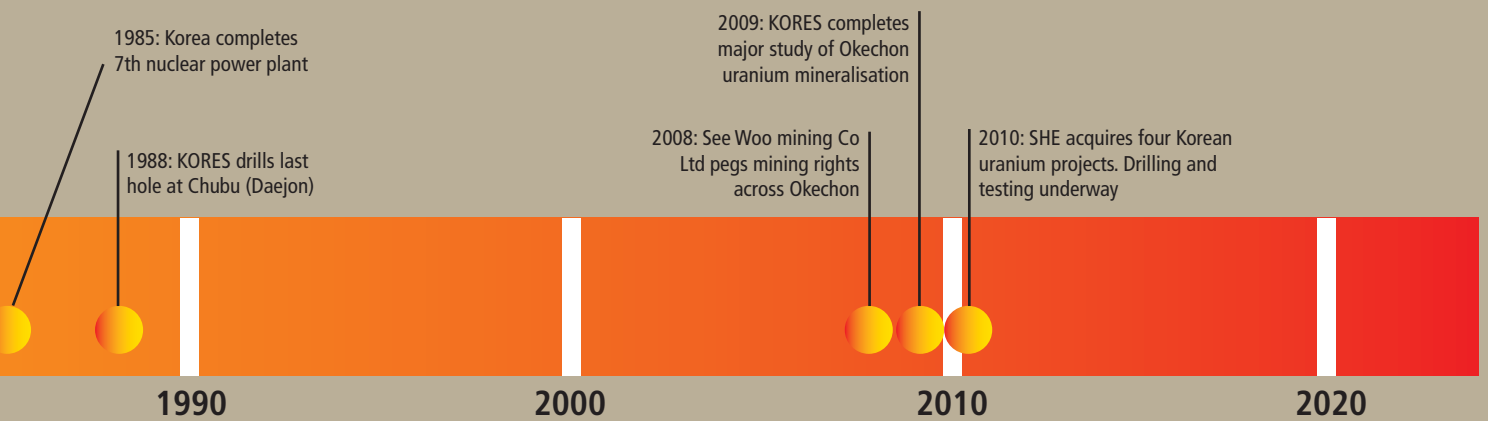 1985: Korea completes
7th nuclear power plant
1988: KORES drills last
hole at Chubu (Daejon)
2008: See Woo mining Co
Ltd pegs mining rights
across Okechon
2009: KORES completes
major study of Okechon
uranium mineralisation
2010: SHE acquires four Korean
uranium projects. Drilling and
testing underway
1990
2000
2010
2020